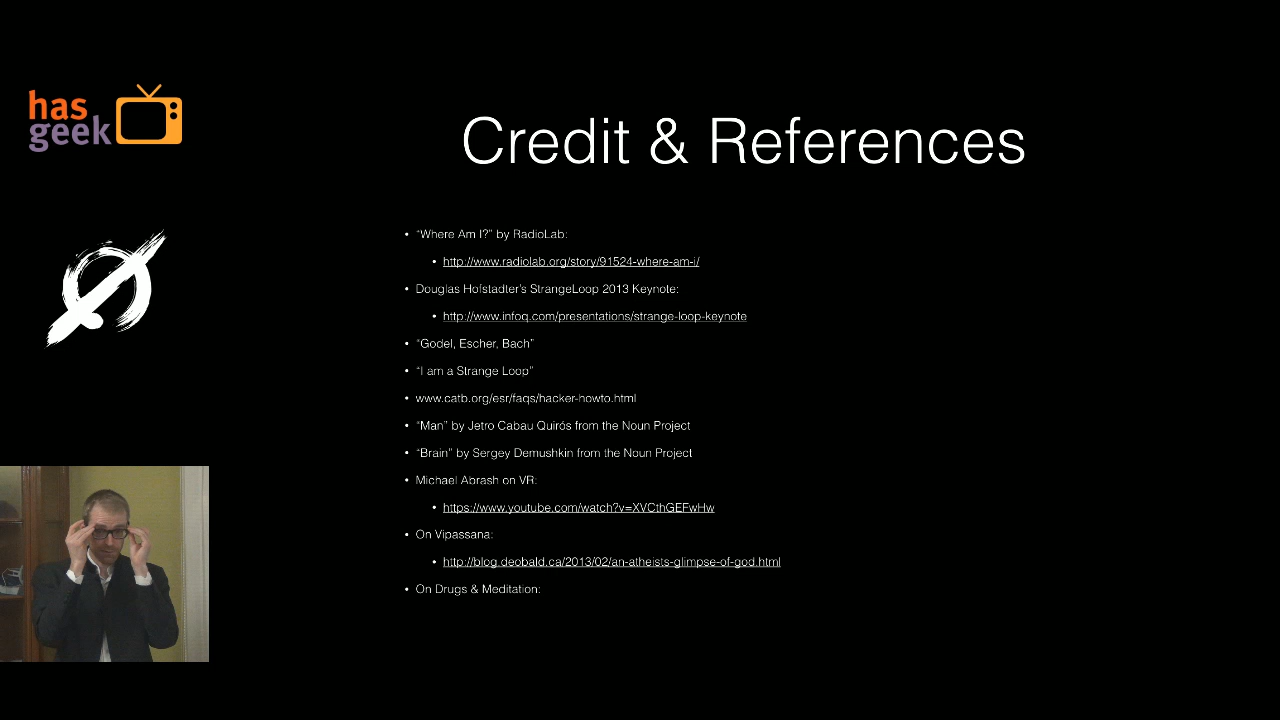 has
geek
Credit & References
• “Where Am I?” by RadioLab:
• http://www.radiolab.org/story/91524-where-am-i/
• Douglas Hofstadter’s StrangeLoop 2013 Keynote:
• http://www.infoq.com/presentations/strange-loop-keynote
• “Godel, Escher, Bach”
• “I am a Strange Loop”
• www.catb.org/esr/faqs/hacker-howto.html
• “Man” by Jetro Cabau Quirós from the Noun Project
• “Brain” by Sergey Demushkin from the Noun Project
• Michael Abrash on VR:
• https://www.youtube.com/watch?v=XVCthGEFwHw
• On Vipassana:
• http://blog.deobald.ca/2013/02/an-atheists-glimpse-of-god.html
• On Drugs & Meditation: